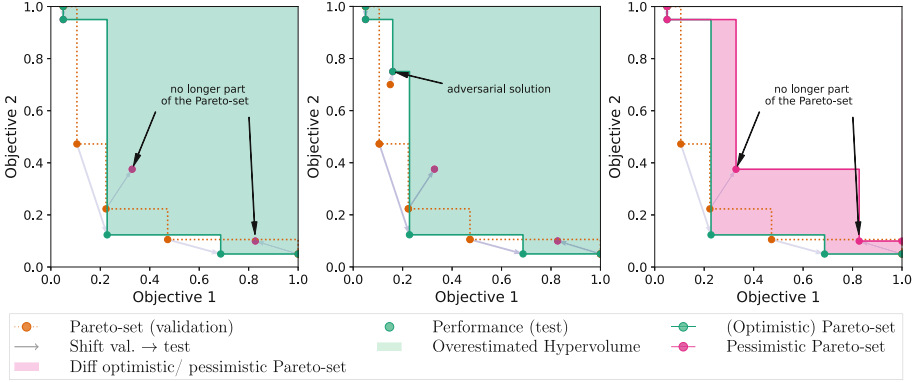 1.0
0.8
0.6
0.4
0.2
0.0
Objective 2
no longer part
of the Pareto-set
0.0 0.2 0.4 0.6 0.8 1.0
Objective 1
1.0
0.8
0.6
0.4
0.2
0.0
Objective 2
adversarial solution
0.0 0.2 0.4 0.6 0.8 1.0
Objective 1
1.0
0.8
0.6
0.4
0.2
0.0
Objective 2
no longer part
of the Pareto-set
0.0 0.2 0.4 0.6 0.8 1.0
Objective 1
Pareto-set (validation)
Shift val. → test
Diff optimistic/ pessimistic Pareto-set
Performance (test)
Overestimated Hypervolume
(Optimistic) Pareto-set
Pessimistic Pareto-set